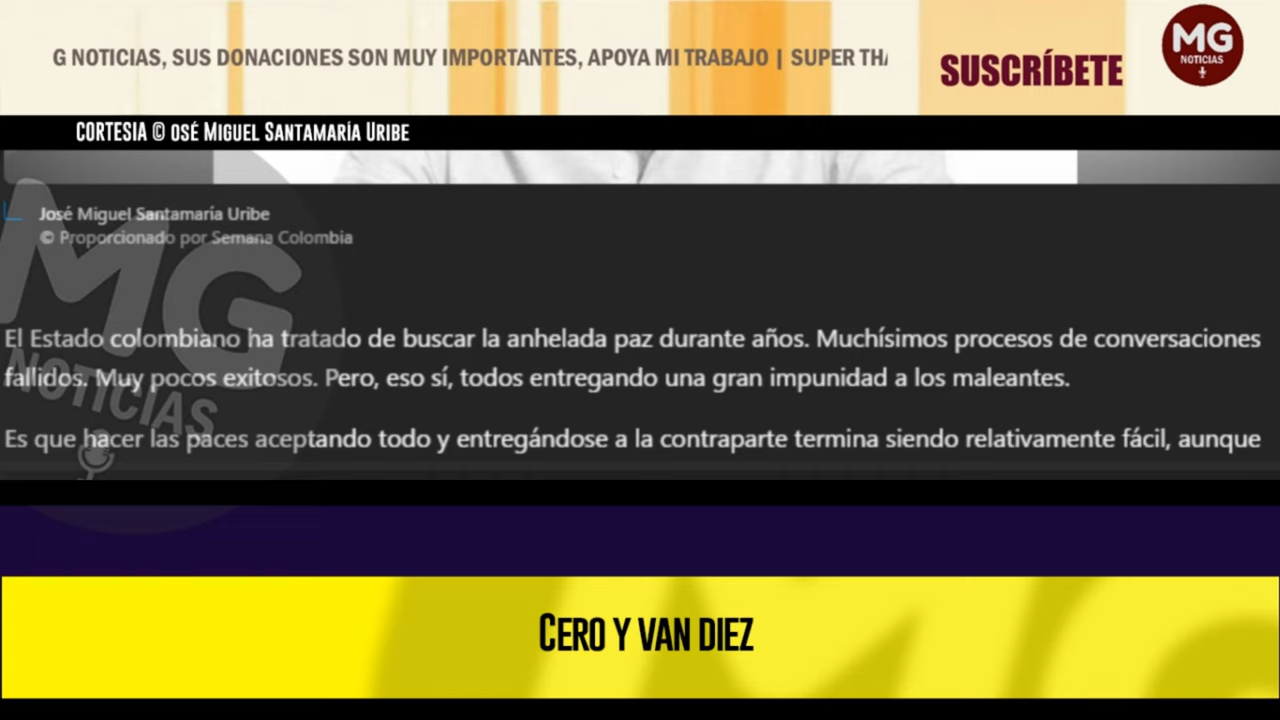 G NOTICIAS, SUS DONACIONES SON MUY IMPORTANTES, APOYA MI TRABAJO | SUPER
SUSCRÍBETE
MG
NOTICIAS
CORTESIA © OSÉ MIGUEL SANTAMARÍA URIBE
José Miguel Santamaría Uribe
© Proporcionado por Semana Colombia
El Estado colombiano ha tratado de buscar la anhelada paz durante años. Muchísimos procesos de conversaciones
fallidos. Muy pocos exitosos. Pero, eso sí, todos entregando una gran impunidad a los maleantes.
Es que hacer las paces aceptando todo y entregándose a la contraparte termina siendo relativamente fácil, aunque
MG
NOTICIAS
CERO Y VAN DIEZ